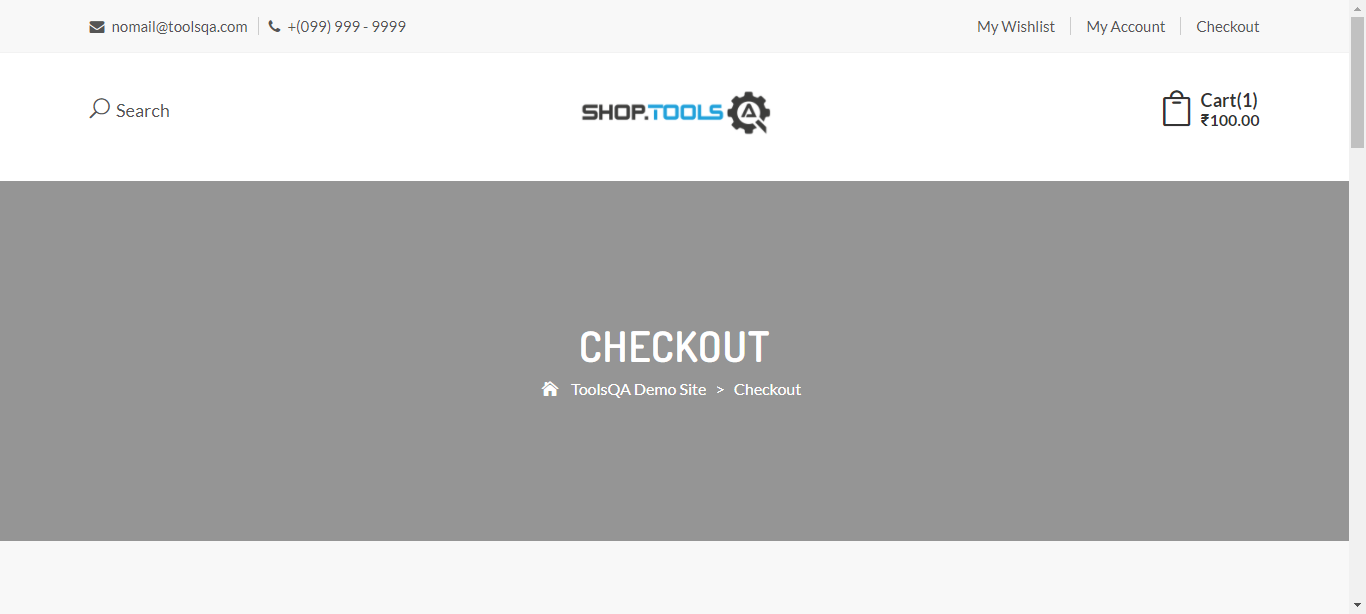 nomail@toolsqa.com +(099) 999 - 9999 My Wishlist My Account Checkout
Search
SHOP.TOOLS
Cart(1)
₹100.00
CHECKOUT
ToolsQA Demo Site > Checkout